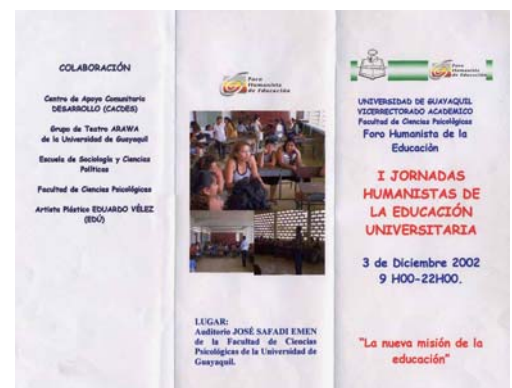 COLABORACIÓN
Centro de Apoyo Comunitario
DESARROLLO (CACDES)
Grupo de Teatro ARAWA
de la Universidad de Guayaquil
Escuela de Sociología y Ciencias
Políticas
Facultad de Ciencias Psicológicas
Artista Plástico EDUARDO VÉLEZ
(EDÚ)
Foro
Humanista
de Educación
LUGAR:
Auditorio JOSÉ SAFADI EMEN
de la Facultad de Ciencias
Psicológicas de la Universidad de
Guayaquil.
Foro
Humanista
de Educación
UNIVERSIDAD DE GUAYAQUIL
VICERRECTORADO ACADEMICO
Facultad de Ciencias Psicológicas
Foro Humanista de la
Educación
I JORNADAS
HUMANISTAS DE
LA EDUCACIÓN
UNIVERSITARIA
3 de Diciembre 2002
9 H00-22H00.
"La nueva misión de la
educación"